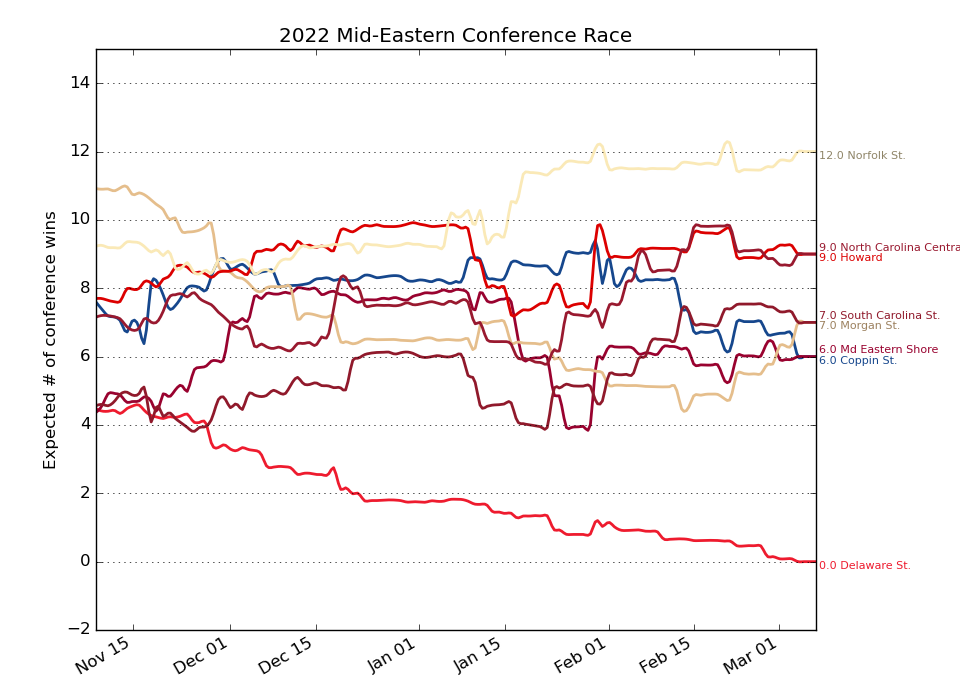 2022 Mid-Eastern Conference Race
Expected # of conference wins
14
12
10
8
6
4
2
0
−2
Nov 15
Dec 01
Dec 15
Jan 01
Jan 15
Feb 01
Feb 15
Mar 01
12.0 Norfolk St.
9.0 North Carolina Centra
9.0 Howard
7.0 South Carolina St.
7.0 Morgan St.
6.0 Md Eastern Shore
6.0 Coppin St.
0.0 Delaware St.